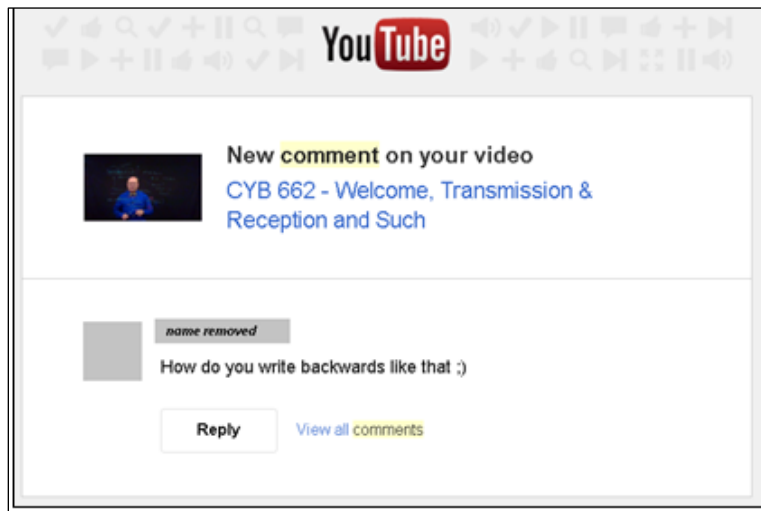 YouTube
New comment on your video
CYB 662 - Welcome, Transmission &
Reception and Such
name removed
How do you write backwards like that ;)
Reply
View all comments